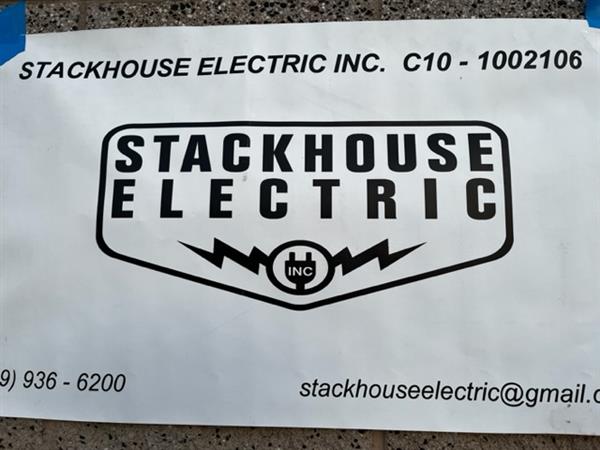 STACKHOUSE ELECTRIC INC. C10 - 1002106
STACKHOUSE
ELECTRIC
INC
9) 936 - 6200
stackhouseelectric@gmail.c